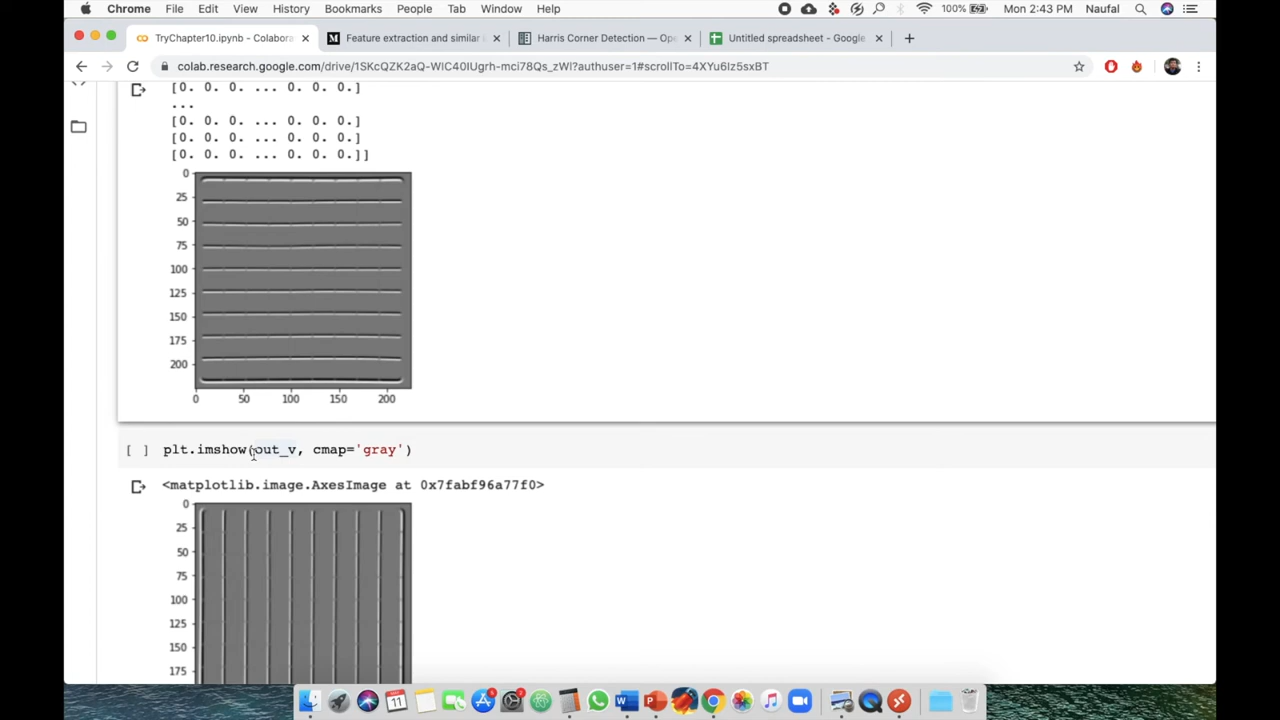 Chrome File Edit View History Bookmarks People Tab Window Help 100% Mon 2:43 PM Naufal
TryChapter10.ipynb - Colabora Feature extraction and similar Harris Corner Detection — Ope Untitled spreadsheet - Google
colab.research.google.com/drive/1SKcQZK2aQ-WlC40IUgrh-mci78Qs_zWl?authuser=1#scrollTo=4XYu6lz5sxBT
[0. 0. 0. ... 0. 0. 0.]
...
[0. 0. 0. ... 0. 0. 0.]
[0. 0. 0. ... 0. 0. 0.]
[0. 0. 0. ... 0. 0. 0.]]
0
25
50
75
100
125
150
175
200
0 50 100 150 200
[ ] plt.imshow(out_v, cmap='gray')
<matplotlib.image.AxesImage at 0x7fabf96a77f0>
0
25
50
75
100
125
150
175